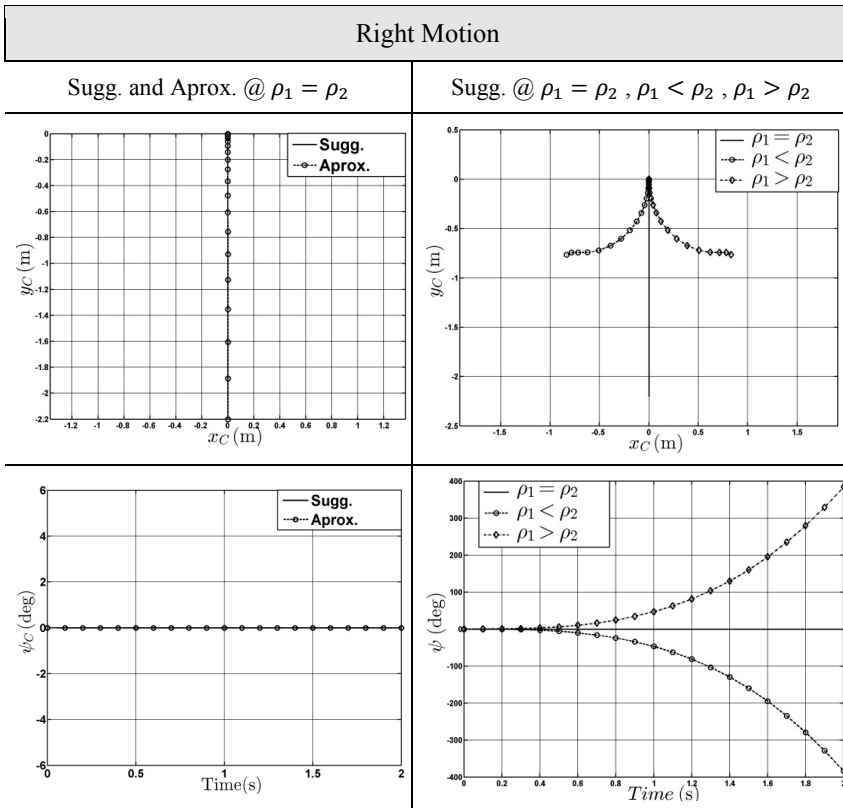 Right Motion
Sugg. and Aprox. @ ρ₁ = ρ₂
Sugg. @ ρ₁ = ρ₂ , ρ₁ < ρ₂ , ρ₁ > ρ₂
Sugg.
Aprox.
0
-0.2
-0.4
-0.6
-0.8
-1
-1.2
-1.4
-1.6
-1.8
-2
-2.2
y_C (m)
-1.2 -1 -0.8 -0.6 -0.4 -0.2 0 0.2 0.4 0.6 0.8 1 1.2
x_C (m)
ρ₁ = ρ₂
ρ₁ < ρ₂
ρ₁ > ρ₂
0.5
0
-0.5
-1
-1.5
-2
-2.5
y_C (m)
-1.5 -1 -0.5 0 0.5 1 1.5
x_C (m)
Sugg.
Aprox.
6
4
2
0
-2
-4
-6
ψ_C (deg)
0 0.5 1 1.5 2
Time(s)
ρ₁ = ρ₂
ρ₁ < ρ₂
ρ₁ > ρ₂
400
300
200
100
0
-100
-200
-300
-400
ψ (deg)
0 0.2 0.4 0.6 0.8 1 1.2 1.4 1.6 1.8 2
Time (s)